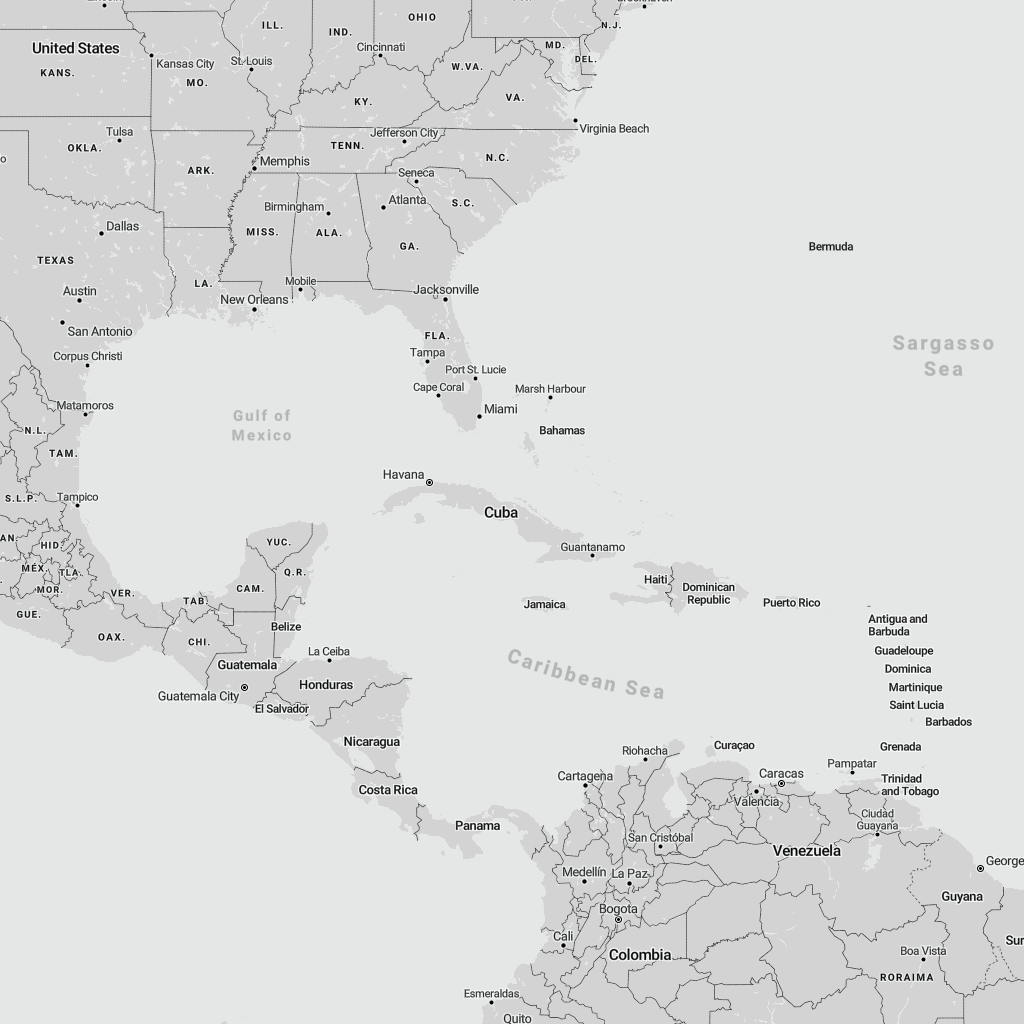 OHIO
ILL.
IND.
N.J.
United States
Cincinnati
MD.
DEL.
KANS.
Kansas City
St. Louis
W.VA.
MO.
KY.
VA.
Tulsa
Jefferson City
Virginia Beach
OKLA.
TENN.
N.C.
Memphis
ARK.
Seneca
Birmingham
Atlanta
S.C.
Dallas
MISS.
ALA.
GA.
Bermuda
TEXAS
LA.
Mobile
Austin
New Orleans
Jacksonville
San Antonio
FLA.
Sargasso
Sea
Corpus Christi
Tampa
Port St. Lucie
Cape Coral
Marsh Harbour
Matamoros
Miami
Gulf of
Mexico
N.L.
Bahamas
TAM.
Havana
S.L.P.
Tampico
Cuba
AN.
HID.
YUC.
Guantanamo
MÉX.
TLA.
Q.R.
Haiti
MOR.
VER.
CAM.
Dominican
Republic
TAB.
Jamaica
Puerto Rico
GUE.
OAX.
CHI.
Belize
Antigua and
Barbuda
La Ceiba
Guadeloupe
Guatemala
Caribbean Sea
Dominica
Honduras
Martinique
Guatemala City
El Salvador
Saint Lucia
Barbados
Nicaragua
Curaçao
Grenada
Riohacha
Pampatar
Cartagena
Caracas
Trinidad
and Tobago
Costa Rica
Valencia
Ciudad
Guayana
Panama
San Cristóbal
Venezuela
George
Medellín
La Paz
Guyana
Bogota
Cali
Colombia
Boa Vista
Sur
RORAIMA
Esmeraldas
Quito